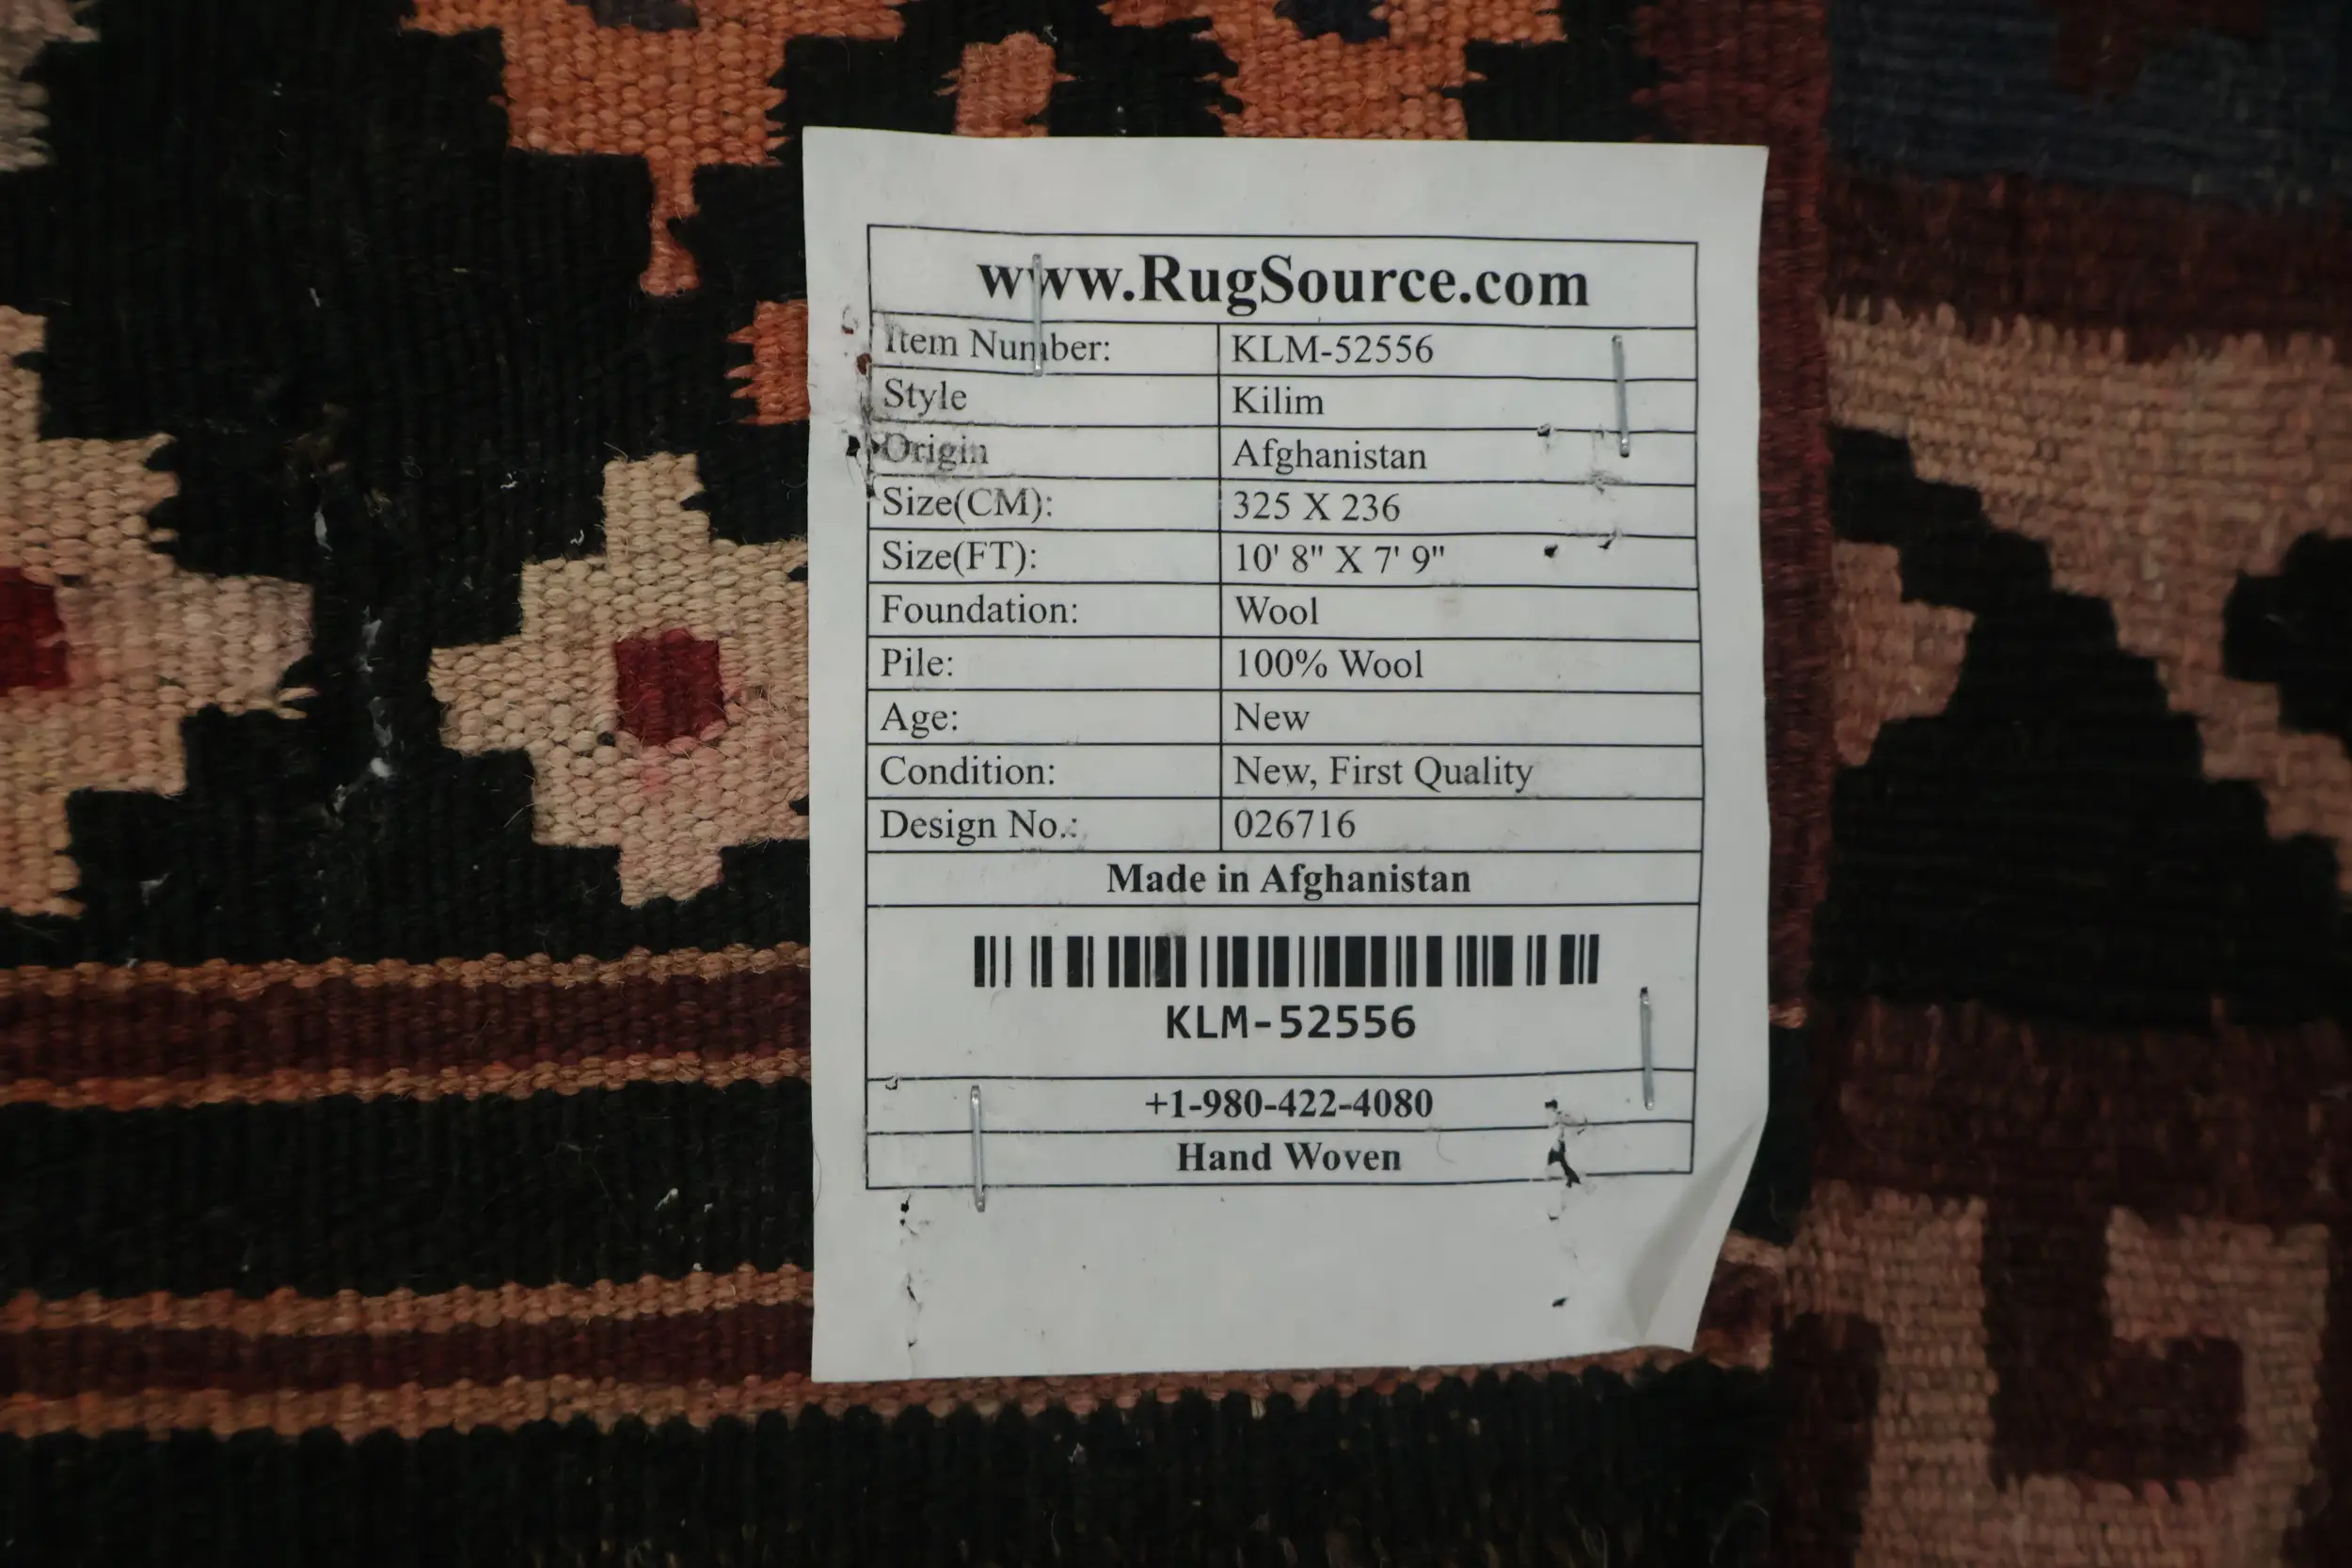 www.RugSource.com
Item Number: KLM-52556
Style Kilim
Origin Afghanistan
Size(CM): 325 X 236
Size(FT): 10' 8" X 7' 9"
Foundation: Wool
Pile: 100% Wool
Age: New
Condition: New, First Quality
Design No.: 026716
Made in Afghanistan
KLM-52556
+1-980-422-4080
Hand Woven